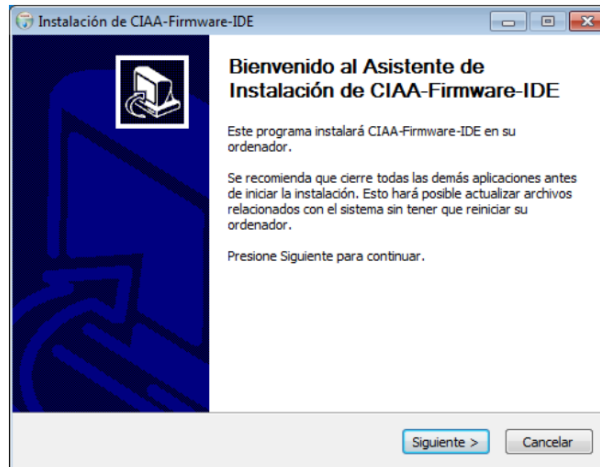 Instalación de CIAA-Firmware-IDE
Bienvenido al Asistente de
Instalación de CIAA-Firmware-IDE
Este programa instalará CIAA-Firmware-IDE en su
ordenador.
Se recomienda que cierre todas las demás aplicaciones antes
de iniciar la instalación. Esto hará posible actualizar archivos
relacionados con el sistema sin tener que reiniciar su
ordenador.
Presione Siguiente para continuar.
Siguiente >
Cancelar